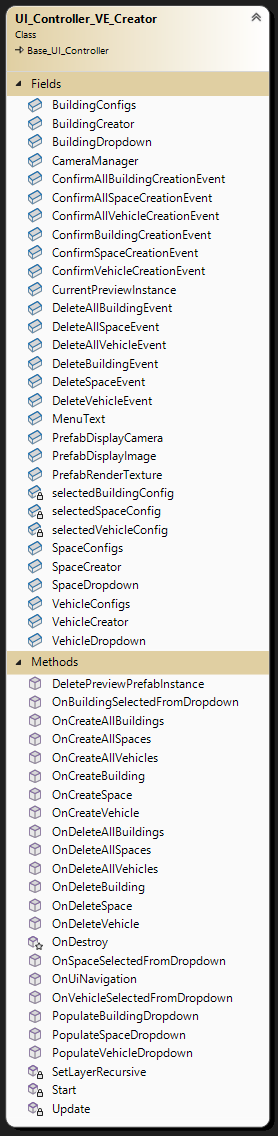 UI_Controller_VE_Creator
Class
Base_UI_Controller
Fields
BuildingConfigs
BuildingCreator
BuildingDropdown
CameraManager
ConfirmAllBuildingCreationEvent
ConfirmAllSpaceCreationEvent
ConfirmAllVehicleCreationEvent
ConfirmBuildingCreationEvent
ConfirmSpaceCreationEvent
ConfirmVehicleCreationEvent
CurrentPreviewInstance
DeleteAllBuildingEvent
DeleteAllSpaceEvent
DeleteAllVehicleEvent
DeleteBuildingEvent
DeleteSpaceEvent
DeleteVehicleEvent
MenuText
PrefabDisplayCamera
PrefabDisplayImage
PrefabRenderTexture
selectedBuildingConfig
selectedSpaceConfig
selectedVehicleConfig
SpaceConfigs
SpaceCreator
SpaceDropdown
VehicleConfigs
VehicleCreator
VehicleDropdown
Methods
DeletePreviewPrefabInstance
OnBuildingSelectedFromDropdown
OnCreateAllBuildings
OnCreateAllSpaces
OnCreateAllVehicles
OnCreateBuilding
OnCreateSpace
OnCreateVehicle
OnDeleteAllBuildings
OnDeleteAllSpaces
OnDeleteAllVehicles
OnDeleteBuilding
OnDeleteSpace
OnDeleteVehicle
OnDestroy
OnSpaceSelectedFromDropdown
OnUiNavigation
OnVehicleSelectedFromDropdown
PopulateBuildingDropdown
PopulateSpaceDropdown
PopulateVehicleDropdown
SetLayerRecursive
Start
Update